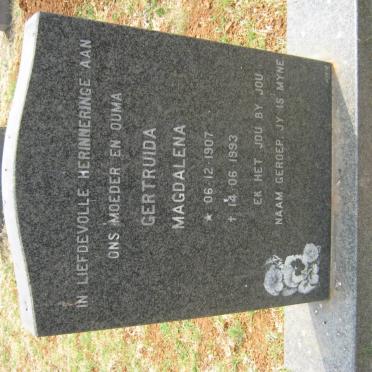 IN LIEFDEVOLLE HERINNERINGE AAN
ONS MOEDER EN OUMA
GERTRUIDA
MAGDALENA
★ 06.12.1907
† 14.06.1993
EK HET JOU BY JOU
NAAM GEROEP, JY IS MYNE